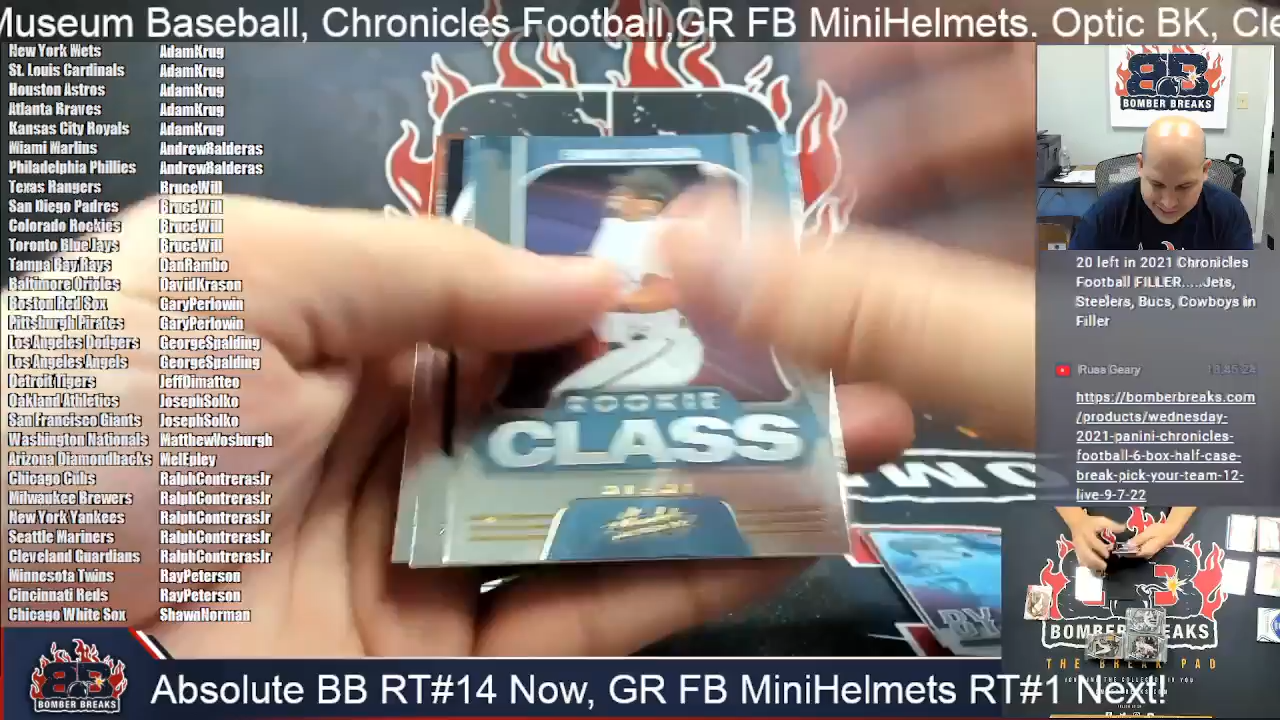 Museum Baseball, Chronicles Football,GR FB MiniHelmets. Optic BK, Cle
New York Mets AdamKrug
St. Louis Cardinals AdamKrug
Houston Astros AdamKrug
Atlanta Braves AdamKrug
Kansas City Royals AdamKrug
Miami Marlins AndrewBalderas
Philadelphia Phillies AndrewBalderas
Texas Rangers BruceWill
San Diego Padres BruceWill
Colorado Rockies BruceWill
Toronto Blue Jays BruceWill
Tampa Bay Rays DanRambo
Baltimore Orioles DavidKrason
Boston Red Sox GaryPerlowin
Pittsburgh Pirates GaryPerlowin
Los Angeles Dodgers GeorgeSpalding
Los Angeles Angels GeorgeSpalding
Detroit Tigers JeffDimatteo
Oakland Athletics JosephSolko
San Francisco Giants JosephSolko
Washington Nationals MatthewVosburgh
Arizona Diamondbacks MelEpley
Chicago Cubs RalphContrerasJr
Milwaukee Brewers RalphContrerasJr
New York Yankees RalphContrerasJr
Seattle Mariners RalphContrerasJr
Cleveland Guardians RalphContrerasJr
Minnesota Twins RayPeterson
Cincinnati Reds RayPeterson
Chicago White Sox ShawnNorman
ROOKIE
CLASS
BY
BOMBER BREAKS
20 left in 2021 Chronicles
Football FILLER.....Jets,
Steelers, Bucs, Cowboys in
Filler
Russ Geary 18:45:24
https://bomberbreaks.com
/products/wednesday-
2021-panini-chronicles-
football-6-box-half-case-
break-pick-your-team-12-
live-9-7-22
BOMBER BREAKS
THE BREAK PAD
BOMBER BREAKS
Absolute BB RT#14 Now, GR FB MiniHelmets RT#1 Next!